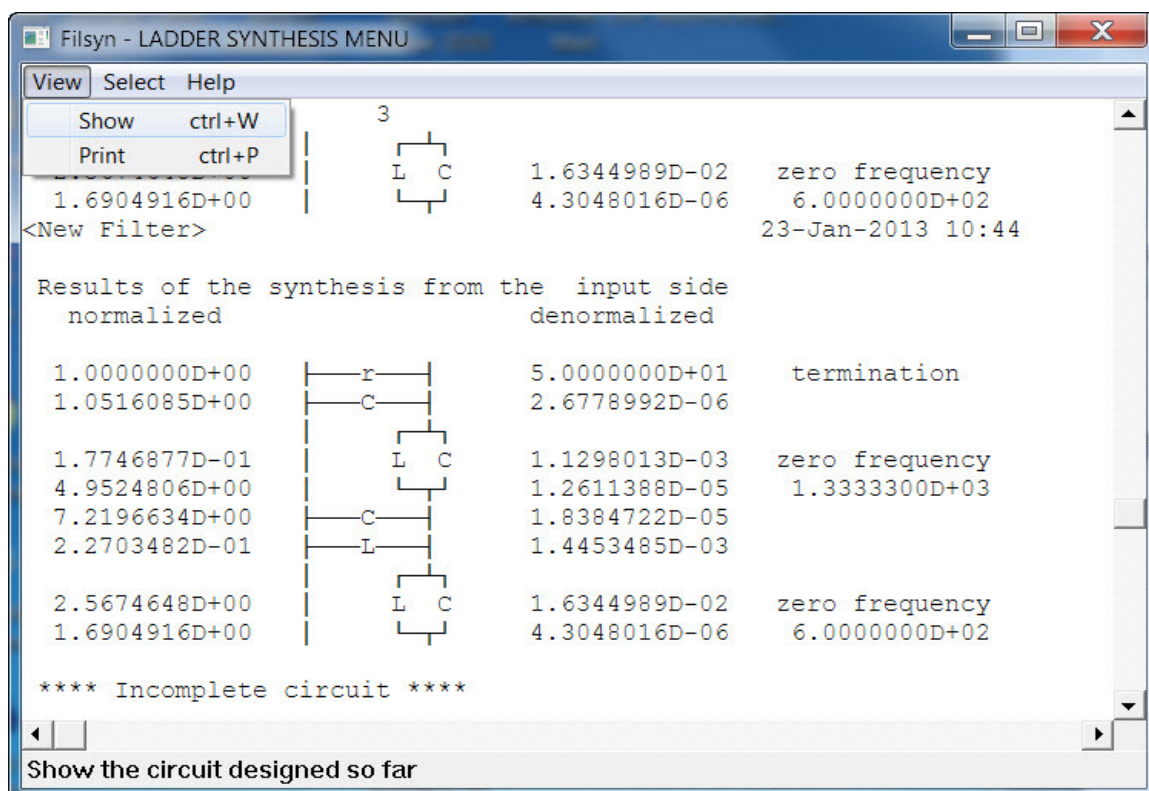 Filsyn - LADDER SYNTHESIS MENU
View Select Help
Show ctrl+W
Print ctrl+P
3
L C 1.6344989D-02 zero frequency
1.6904916D+00 4.3048016D-06 6.0000000D+02
<New Filter> 23-Jan-2013 10:44
Results of the synthesis from the input side
normalized denormalized
1.0000000D+00 r 5.0000000D+01 termination
1.0516085D+00 C 2.6778992D-06
1.7746877D-01 L C 1.1298013D-03 zero frequency
4.9524806D+00 1.2611388D-05 1.3333300D+03
7.2196634D+00 C 1.8384722D-05
2.2703482D-01 L 1.4453485D-03
2.5674648D+00 L C 1.6344989D-02 zero frequency
1.6904916D+00 4.3048016D-06 6.0000000D+02
**** Incomplete circuit ****
Show the circuit designed so far